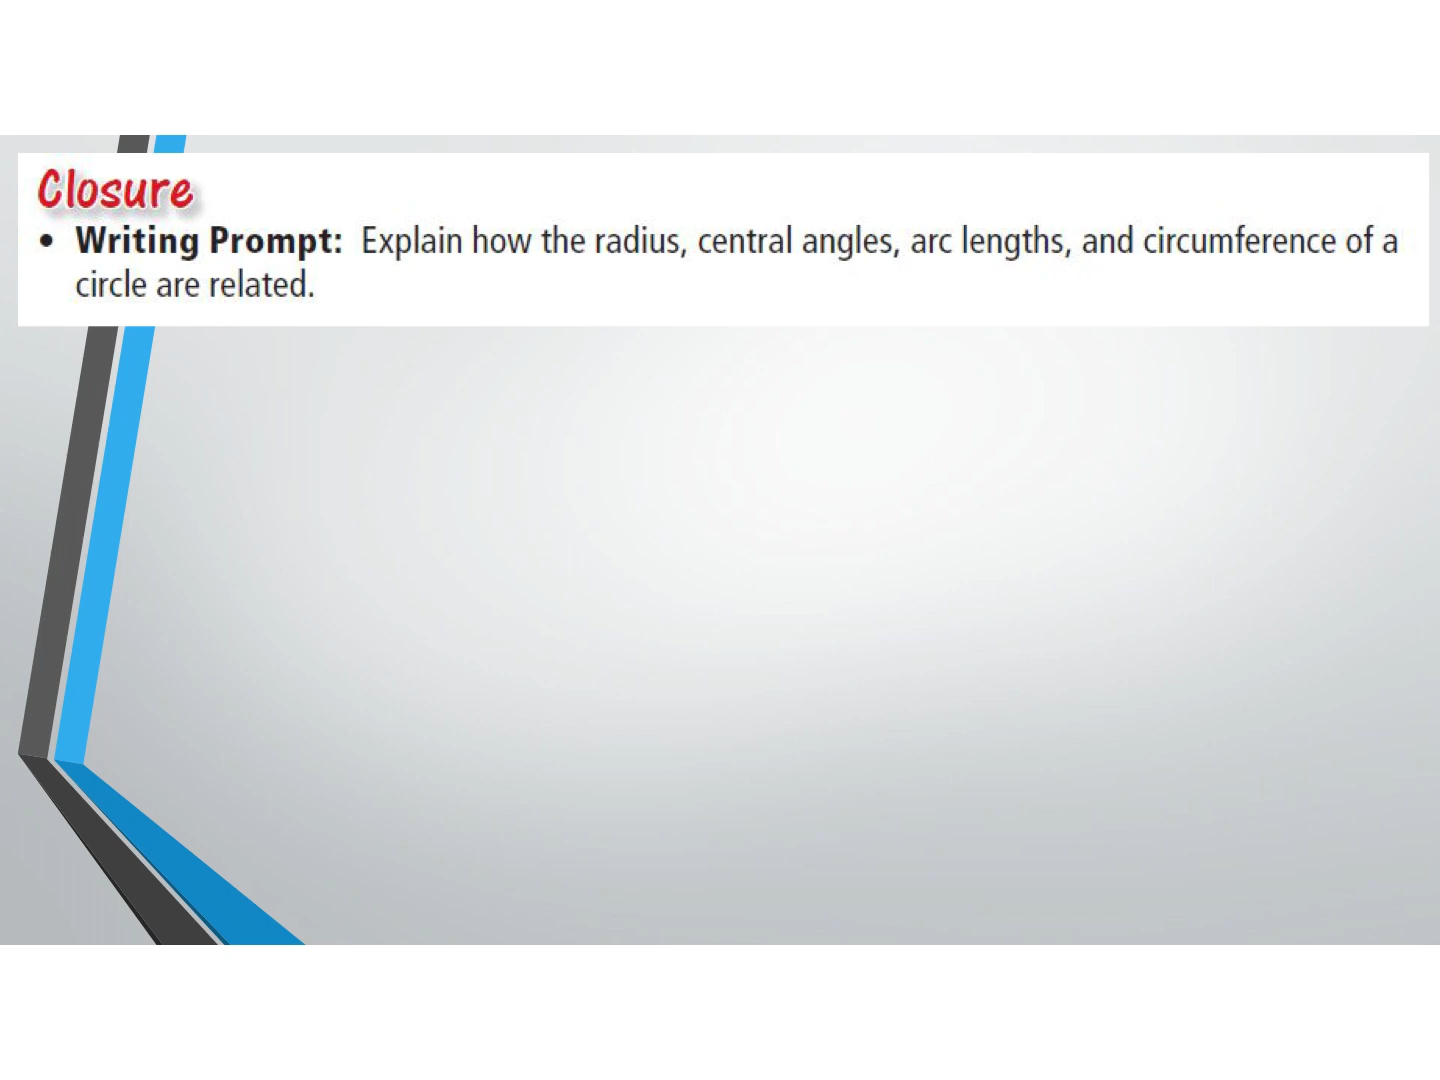 Closure
• Writing Prompt: Explain how the radius, central angles, arc lengths, and circumference of a
circle are related.